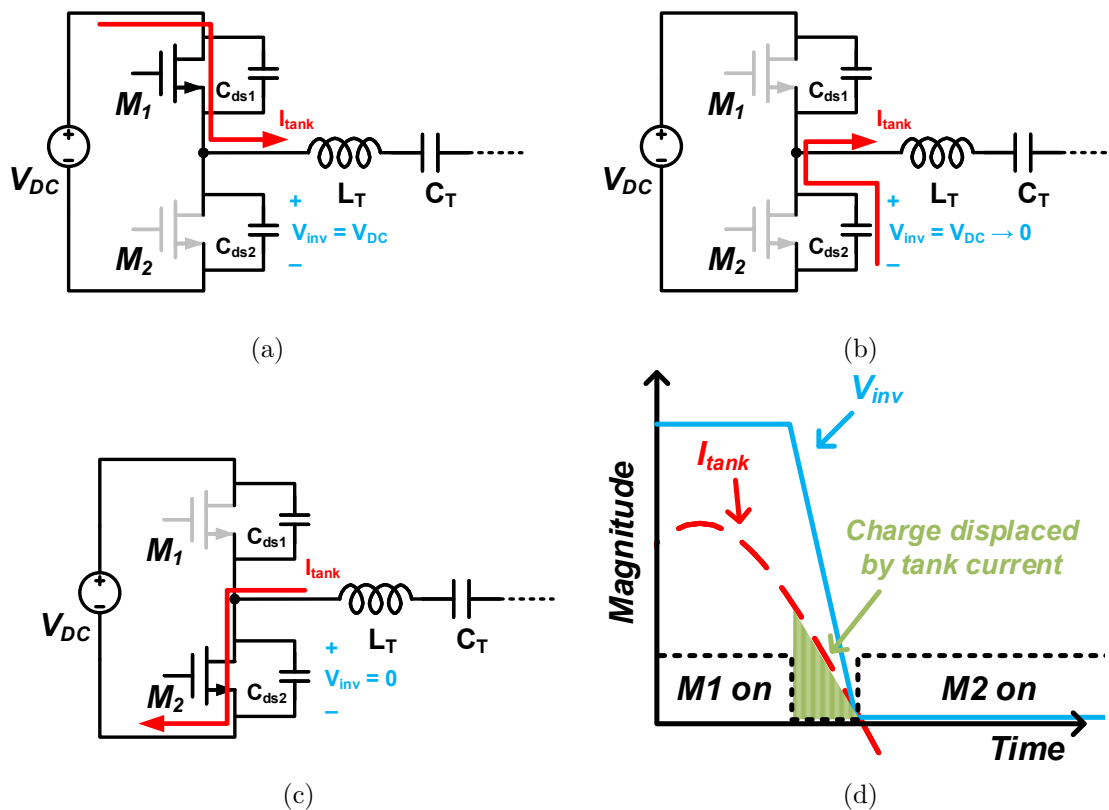 M1
Cds1
Itank
+
−
VDC
LT
CT
+
Vinv = VDC
−
M2
Cds2
(a)
M1
Cds1
Itank
+
−
VDC
LT
CT
+
Vinv = VDC → 0
−
M2
Cds2
(b)
M1
Cds1
Itank
+
−
VDC
LT
CT
+
Vinv = 0
−
M2
Cds2
(c)
Magnitude
Vinv
Itank
Charge displaced
by tank current
M1 on
M2 on
Time
(d)